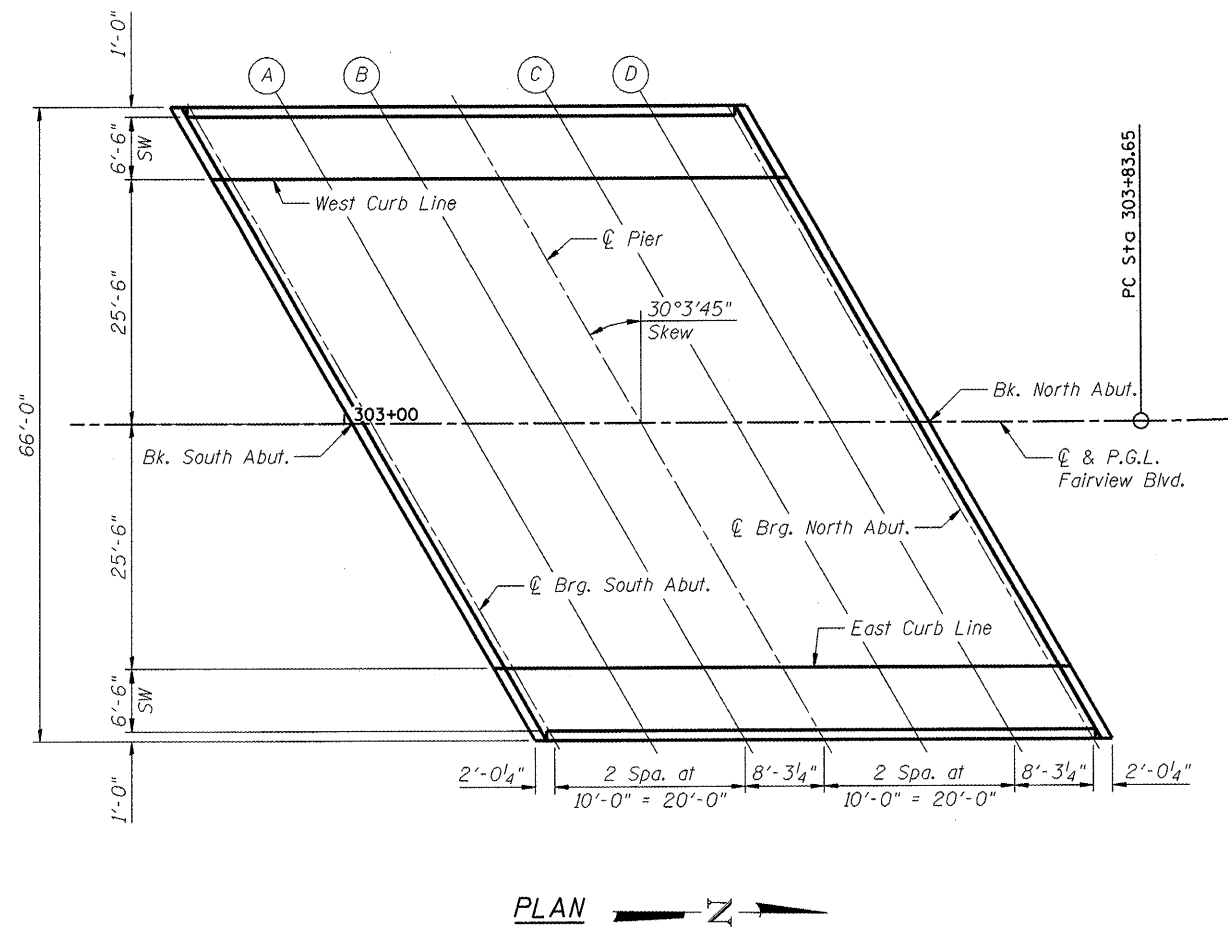 1'-0"
A
B
C
D
6'-6"
SW
West Curb Line
℄ Pier
PC Sta 303+83.65
25'-6"
30°3'45"
Skew
66'-0"
303+00
Bk. North Abut.
Bk. South Abut.
℄ & P.G.L.
Fairview Blvd.
25'-6"
℄ Brg. North Abut.
℄ Brg. South Abut.
East Curb Line
6'-6"
SW
1'-0"
2'-0¼"
2 Spa. at
10'-0" = 20'-0"
8'-3¼"
2 Spa. at
10'-0" = 20'-0"
8'-3¼"
2'-0¼"
PLAN
N